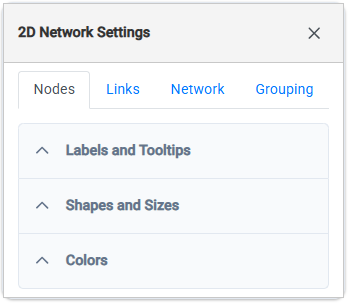 2D Network Settings
Nodes Links Network Grouping
Labels and Tooltips
Shapes and Sizes
Colors